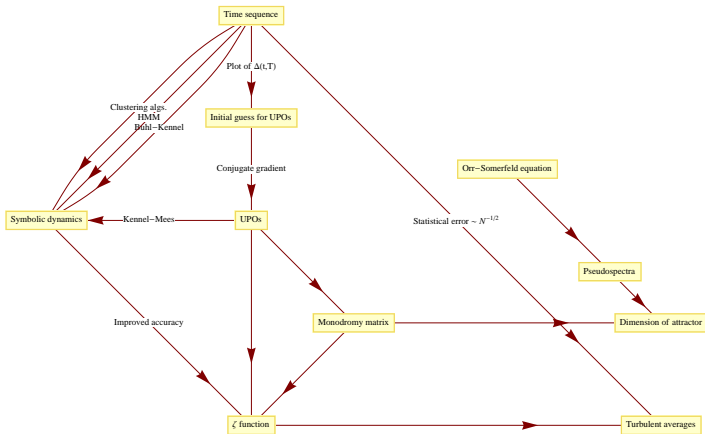 Time sequence
Plot of Δ(t,T)
Clustering algs.
HMM
Buhl−Kennel
Initial guess for UPOs
Conjugate gradient
Orr−Somerfeld equation
Symbolic dynamics
Kennel−Mees
UPOs
Statistical error ~ N^{−1/2}
Pseudospectra
Improved accuracy
Monodromy matrix
Dimension of attractor
ζ function
Turbulent averages